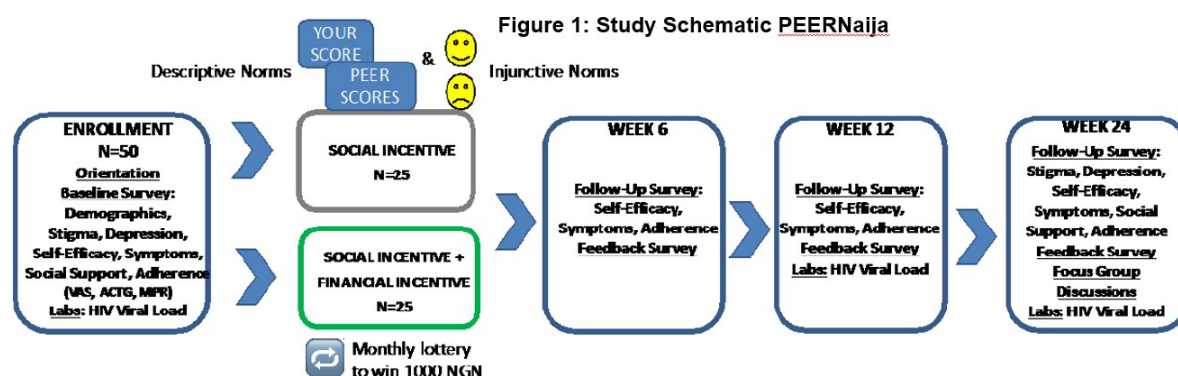 Figure 1: Study Schematic PEERNaija
YOUR
SCORE
PEER
SCORES
&
Descriptive Norms
Injunctive Norms
ENROLLMENT
N=50
Orientation
Baseline Survey:
Demographics,
Stigma, Depression,
Self-Efficacy, Symptoms,
Social Support, Adherence
(VAS, ACTG, MPR)
Labs: HIV Viral Load
SOCIAL INCENTIVE
N=25
SOCIAL INCENTIVE +
FINANCIAL INCENTIVE
N=25
Monthly lottery
to win 1000 NGN
WEEK 6
Follow-Up Survey:
Self-Efficacy,
Symptoms, Adherence
Feedback Survey
WEEK 12
Follow-Up Survey:
Self-Efficacy,
Symptoms, Adherence
Feedback Survey
Labs: HIV Viral Load
WEEK 24
Follow-Up Survey:
Stigma, Depression,
Self-Efficacy,
Symptoms, Social
Support, Adherence
Feedback Survey
Focus Group
Discussions
Labs: HIV Viral Load